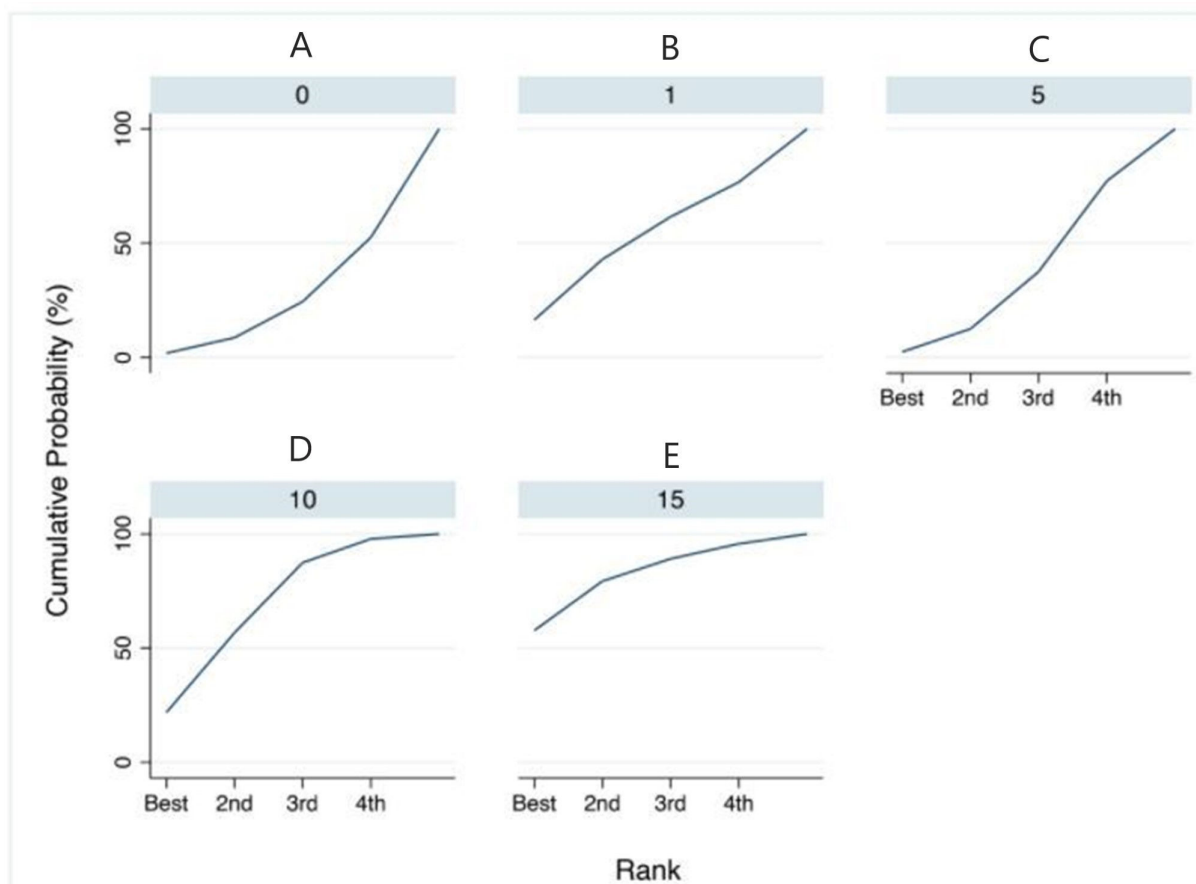 A
B
C
0
1
5
100
50
0
Best 2nd 3rd 4th
D
E
10
15
100
50
0
Best 2nd 3rd 4th
Best 2nd 3rd 4th
Cumulative Probability (%)
Rank